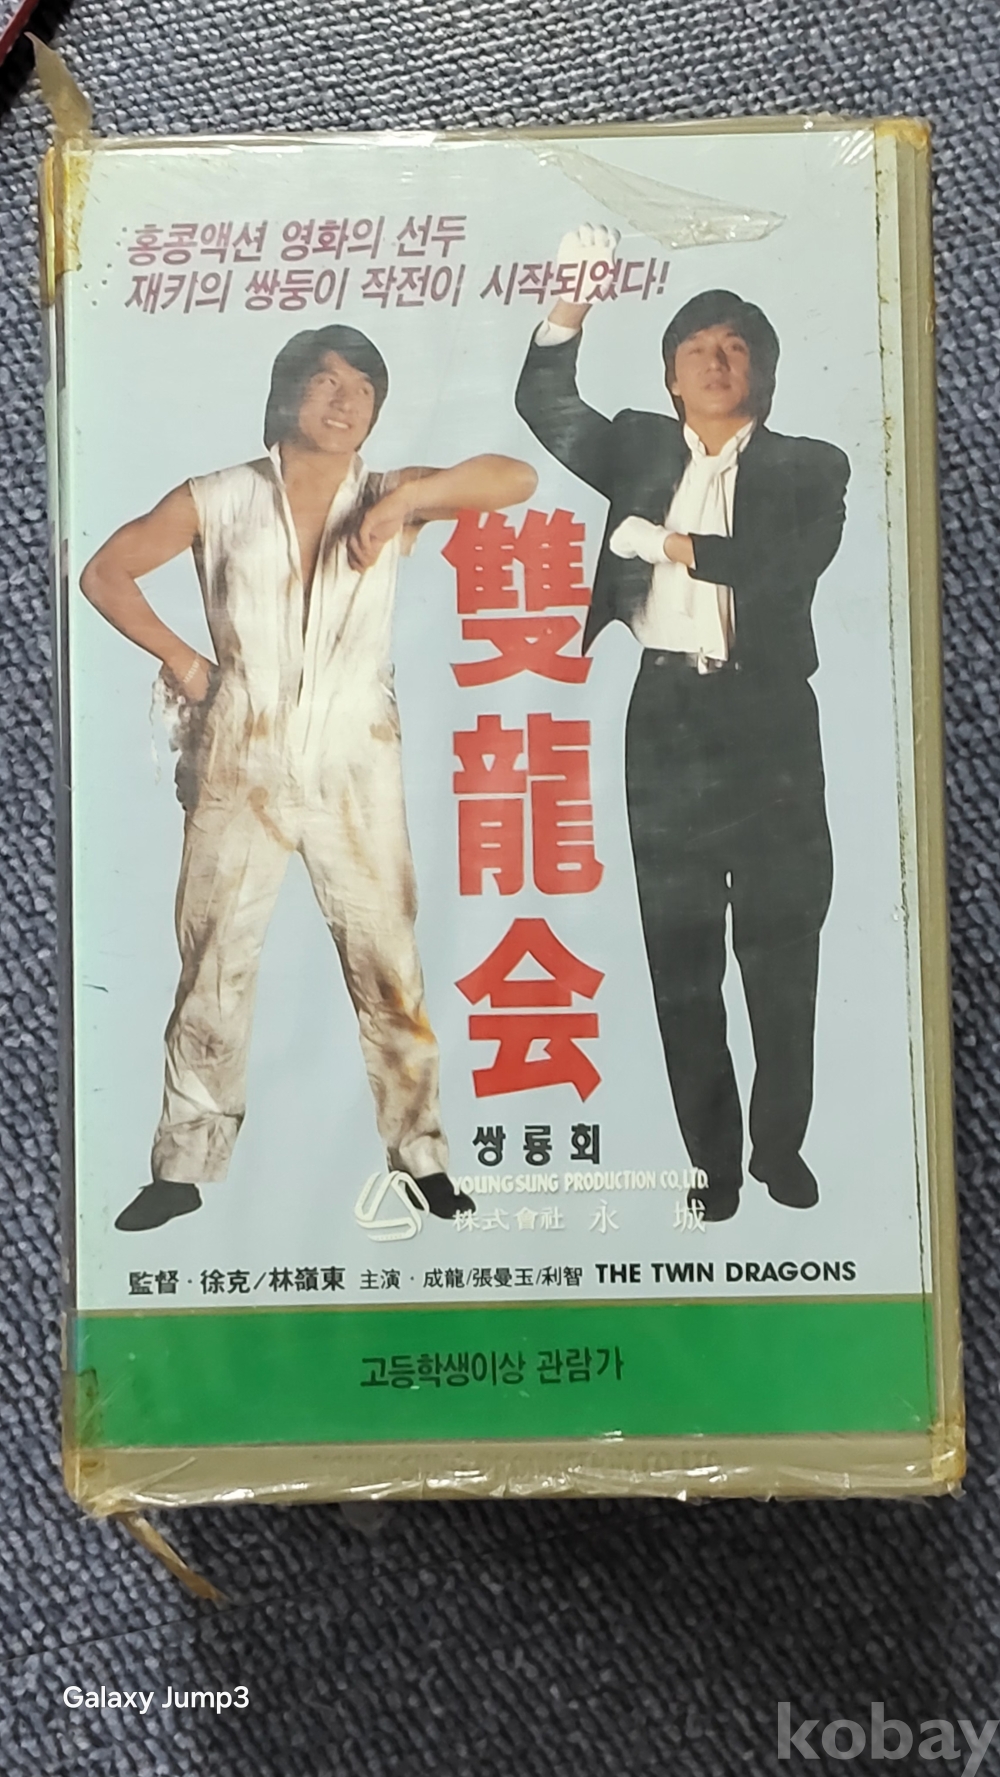 홍콩액션 영화의 선두
재키의 쌍둥이 작전이 시작되었다!
雙龍会
쌍룡회
YOUNG SUNG PRODUCTION CO., LTD.
株式會社 永 城
監督·徐克/林嶺東 主演·成龍/張曼玉/利智 THE TWIN DRAGONS
고등학생이상 관람가
Galaxy Jump3
kobay